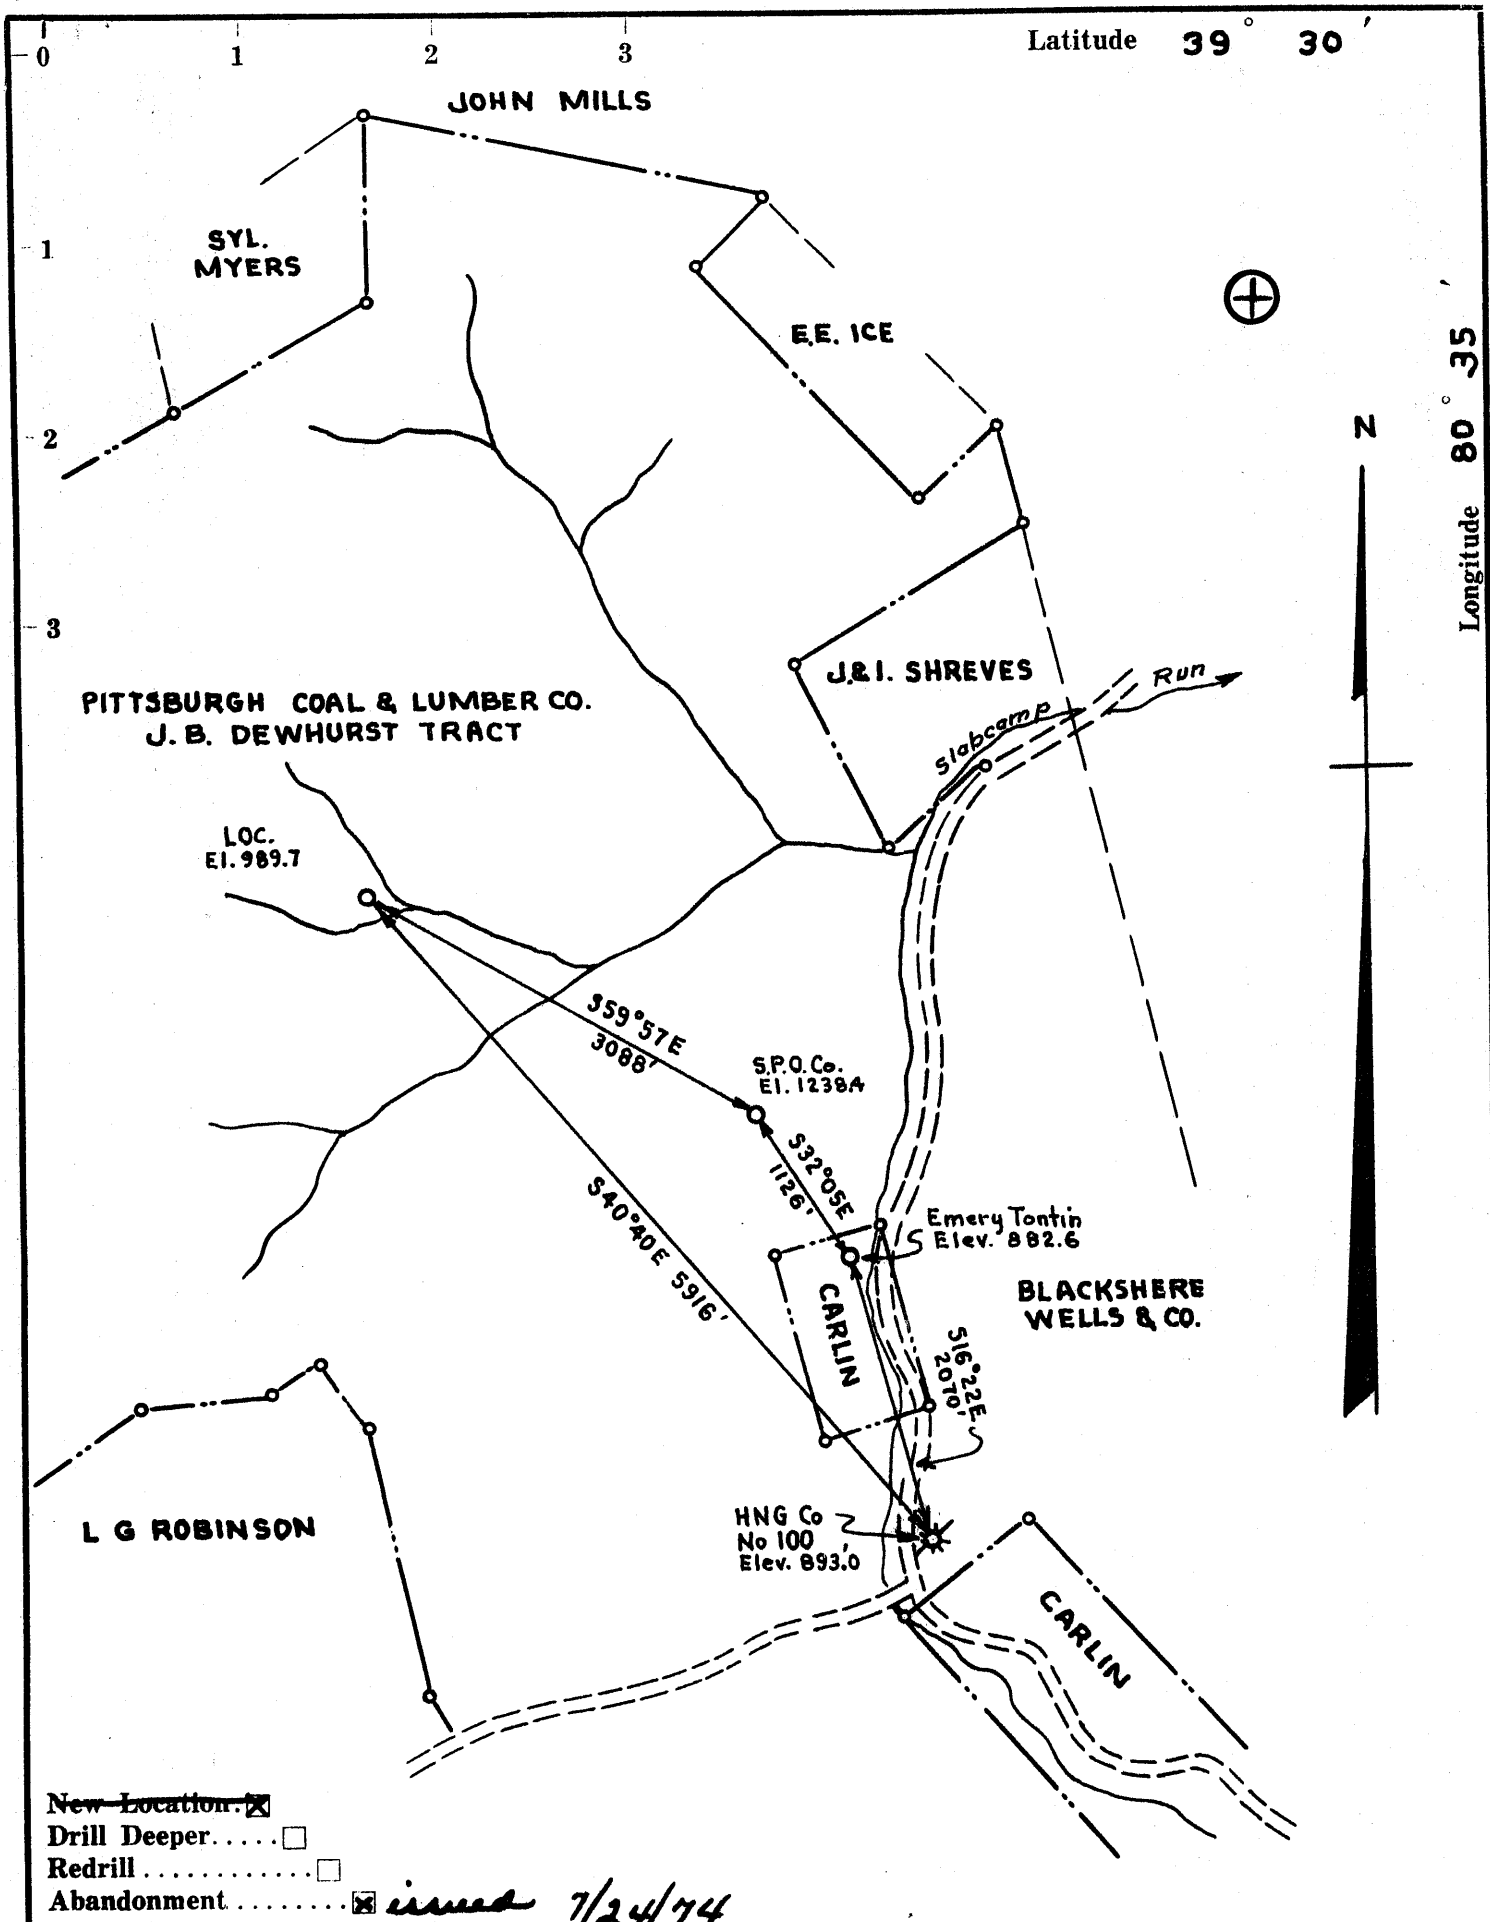 0 1 2 3 Latitude 39° 30'
JOHN MILLS
1
SYL.
MYERS
E.E. ICE
Longitude 80° 35'
2
N
3
J.&I. SHREVES
Slabcamp Run
PITTSBURGH COAL & LUMBER CO.
J.B. DEWHURST TRACT
LOC.
El. 989.7
S59°57E
3088'
S.P.O.Co.
El. 1238.4
S32°05E
1126'
S40°40E 5916'
Emery Tontin
Elev. 882.6
BLACKSHERE
WELLS & CO.
CARLIN
S16°22E
2070'
L G ROBINSON
HNG Co
No 100
Elev. 893.0
CARLIN
New Location.
Drill Deeper.....
Redrill ............
Abandonment ......... issued 7/24/74